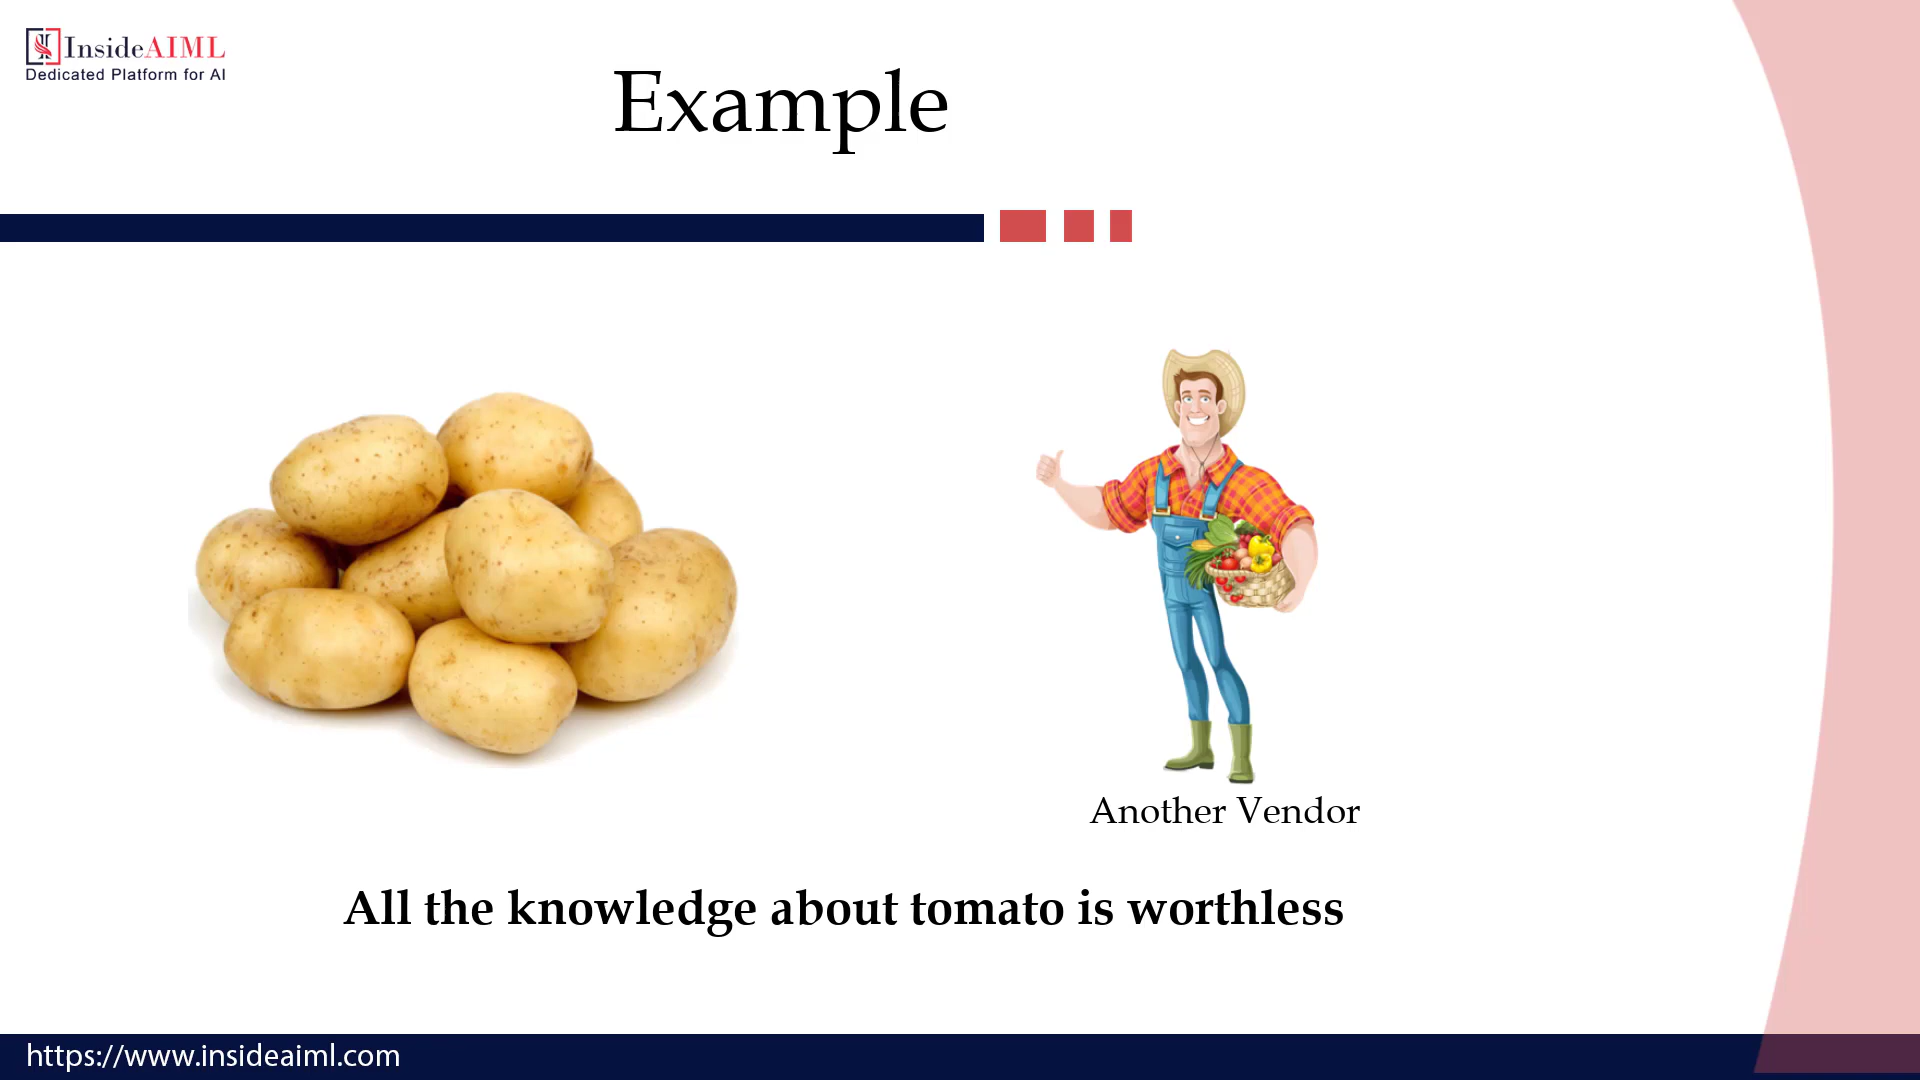 InsideAIML
Dedicated Platform for AI
Example
Another Vendor
All the knowledge about tomato is worthless
https://www.insideaiml.com